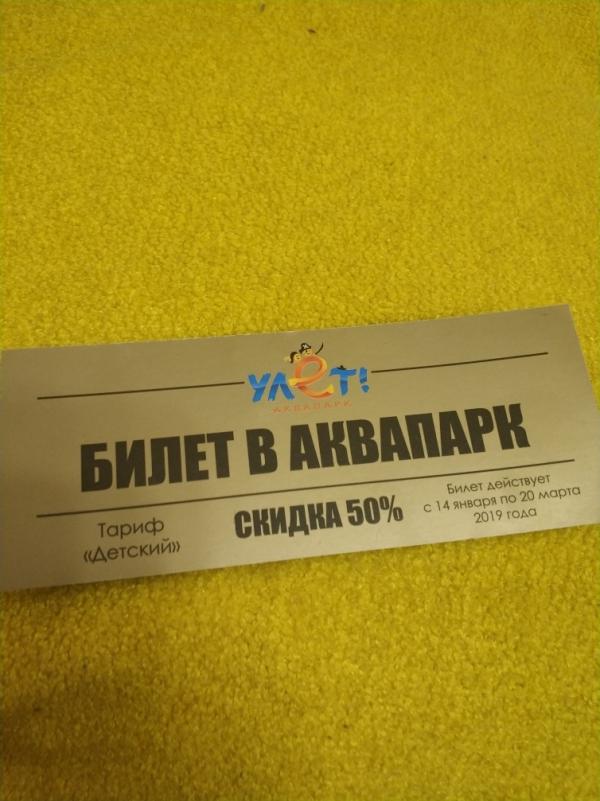 УЛЕТ!
АКВАПАРК
БИЛЕТ В АКВАПАРК
Тариф
«Детский»
СКИДКА 50%
Билет действует
с 14 января по 20 марта
2019 года